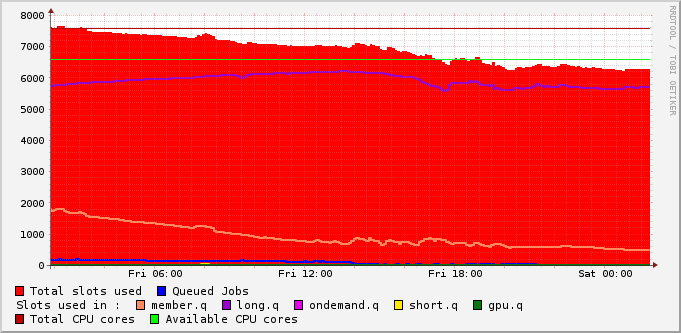 8000
7000
6000
5000
4000
3000
2000
1000
0
Fri 06:00 Fri 12:00 Fri 18:00 Sat 00:00
Total slots used Queued Jobs
Slots used in : member.q long.q ondemand.q short.q gpu.q
Total CPU cores Available CPU cores
RRDTOOL / TOBI OETIKER